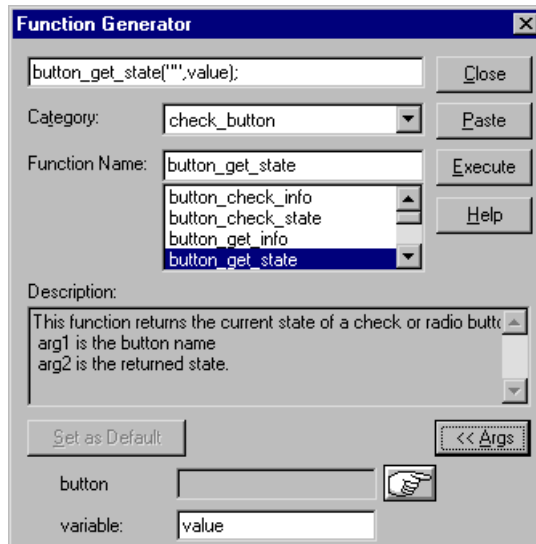 Function Generator
button_get_state("",value);
Close
Category:
check_button
Paste
Function Name:
button_get_state
Execute
button_check_info
button_check_state
button_get_info
button_get_state
Help
Description:
This function returns the current state of a check or radio butto
arg1 is the button name
arg2 is the returned state.
Set as Default
<< Args
button
variable:
value